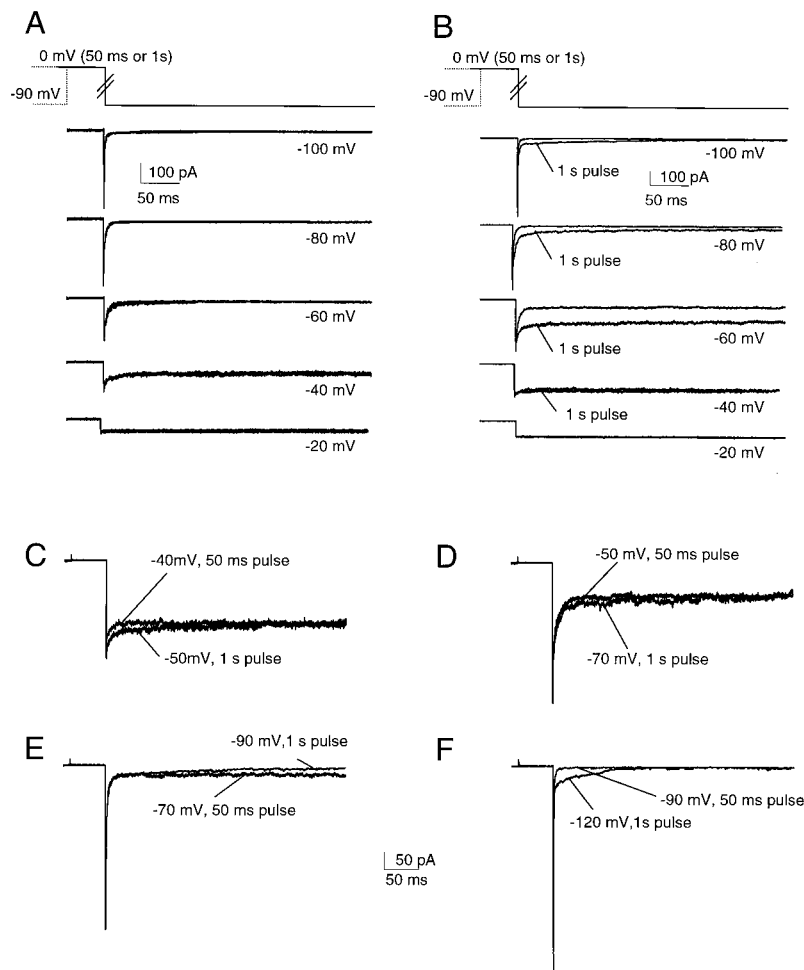 A
0 mV (50 ms or 1s)
-90 mV
-100 mV
100 pA
50 ms
-80 mV
-60 mV
-40 mV
-20 mV
B
0 mV (50 ms or 1s)
-90 mV
-100 mV
1 s pulse
100 pA
50 ms
-80 mV
1 s pulse
-60 mV
1 s pulse
-40 mV
1 s pulse
-20 mV
C
-40mV, 50 ms pulse
-50mV, 1 s pulse
D
-50 mV, 50 ms pulse
-70 mV, 1 s pulse
E
-90 mV,1 s pulse
-70 mV, 50 ms pulse
50 pA
50 ms
F
-90 mV, 50 ms pulse
-120 mV,1s pulse